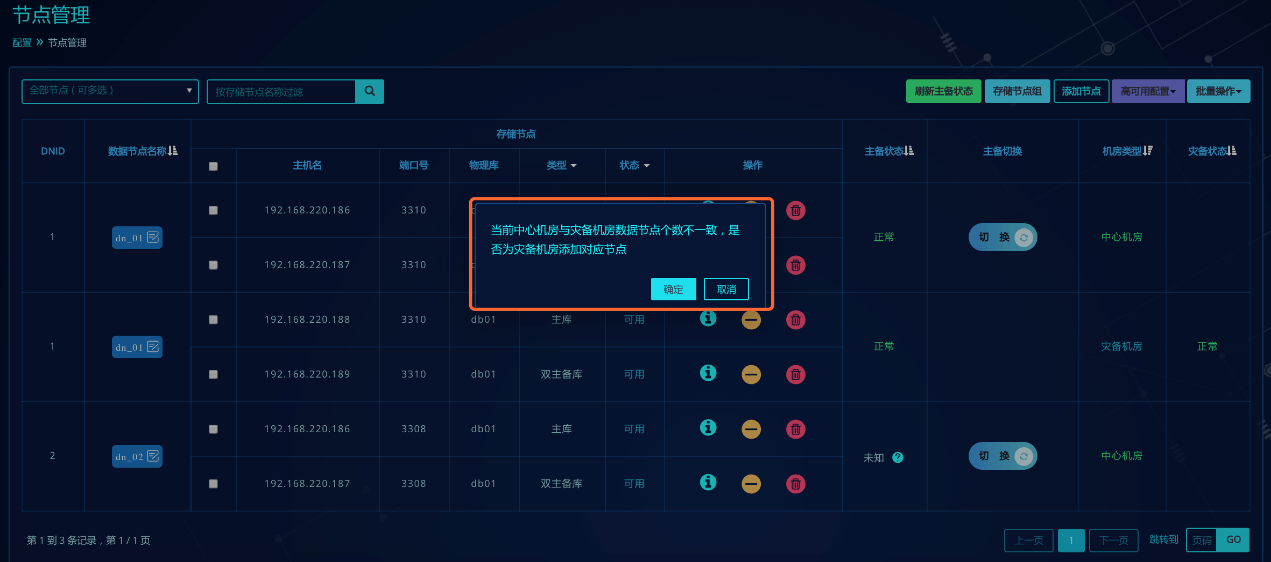 节点管理
配置 » 节点管理
全部节点（可多选） 按存储节点名称过滤 刷新主备状态 存储节点组 添加节点 高可用配置 批量操作
DNID 数据节点名称 存储节点 主备状态 主备切换 机房类型 灾备状态
主机名 端口号 物理库 类型 状态 操作
1 dn_01 192.168.220.186 3310 正常 切 换 中心机房
192.168.220.187 3310
当前中心机房与灾备机房数据节点个数不一致，是
否为灾备机房添加对应节点
确定 取消
1 dn_01 192.168.220.188 3310 db01 主库 可用 正常 灾备机房 正常
192.168.220.189 3310 db01 双主备库 可用
2 dn_02 192.168.220.186 3308 db01 主库 可用 未知 ? 切 换 中心机房
192.168.220.187 3308 db01 双主备库 可用
第 1 到 3 条记录，第 1 / 1 页 上一页 1 下一页 跳转到 页码 GO